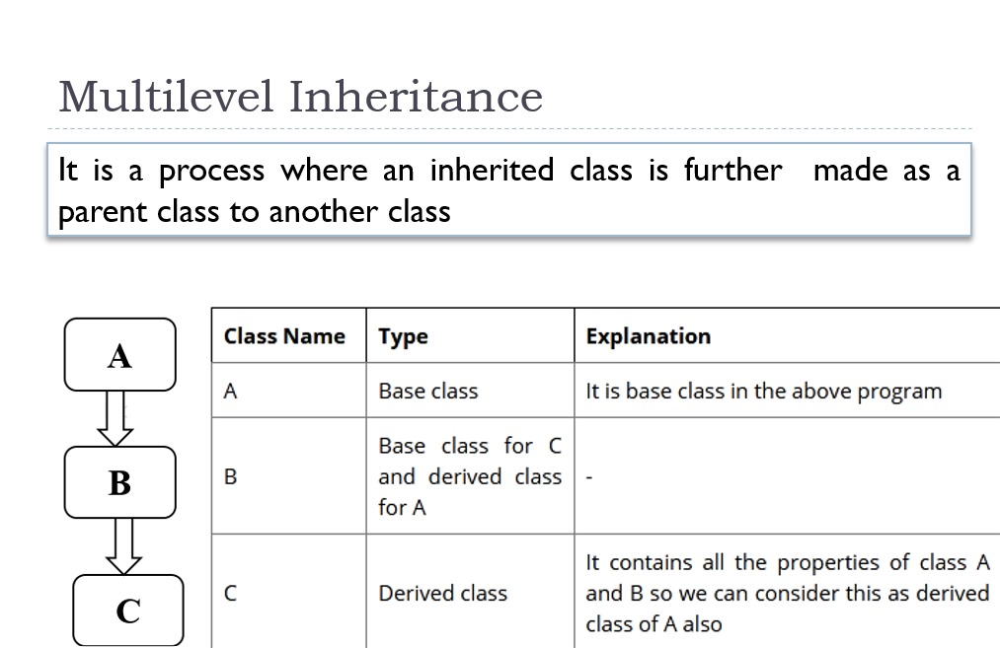 Multilevel Inheritance
It is a process where an inherited class is further made as a
parent class to another class
A
B
C
Class Name Type Explanation
A Base class It is base class in the above program
Base class for C
B and derived class -
for A
It contains all the properties of class A
C Derived class and B so we can consider this as derived
class of A also